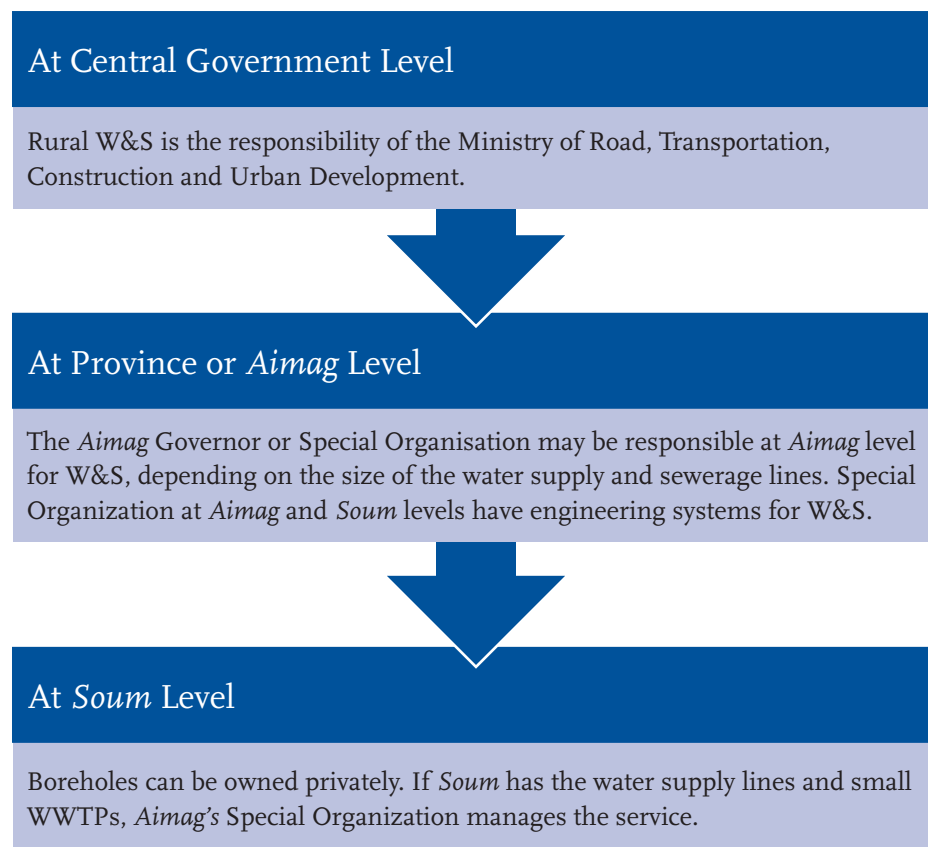 At Central Government Level
Rural W&S is the responsibility of the Ministry of Road, Transportation,
Construction and Urban Development.
At Province or Aimag Level
The Aimag Governor or Special Organisation may be responsible at Aimag level
for W&S, depending on the size of the water supply and sewerage lines. Special
Organization at Aimag and Soum levels have engineering systems for W&S.
At Soum Level
Boreholes can be owned privately. If Soum has the water supply lines and small
WWTPs, Aimag's Special Organization manages the service.